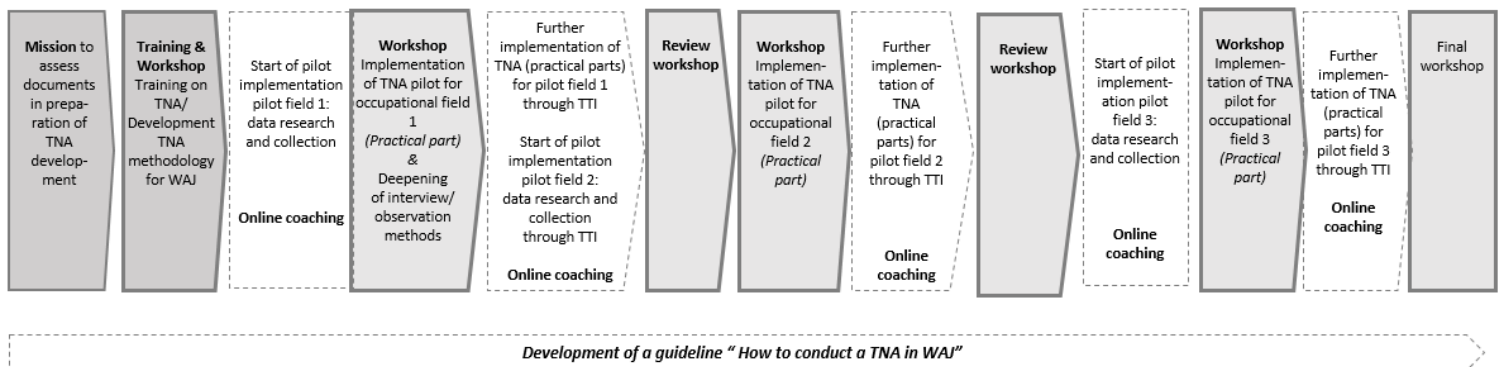 Mission to
assess
documents
in prepa-
ration of
TNA
develop-
ment
Training &
Workshop
Training on
TNA/
Development
TNA
methodology
for WAJ
Start of pilot
implementation
pilot field 1:
data research
and collection
Online coaching
Workshop
Implementation
of TNA pilot for
occupational field
1
(Practical part)
&
Deepening
of interview/
observation
methods
Further
implementation of
TNA (practical parts)
for pilot field 1
through TTI
Start of pilot
implementation
pilot field 2:
data research and
collection
through TTI
Online coaching
Review
workshop
Workshop
Implemen-
tation of TNA
pilot for
occupational
field 2
(Practical
part)
Further
implemen-
tation of
TNA
(practical
parts) for
pilot field 2
through TTI
Online
coaching
Review
workshop
Start of pilot
implement-
ation pilot
field 3:
data research
and collection
Online
coaching
Workshop
Implemen-
tation of TNA
pilot for
occupational
field 3
(Practical
part)
Further
implemen-
tation of TNA
(practical
parts) for
pilot field 3
through TTI
Online
coaching
Final
workshop
Development of a guideline “ How to conduct a TNA in WAJ”